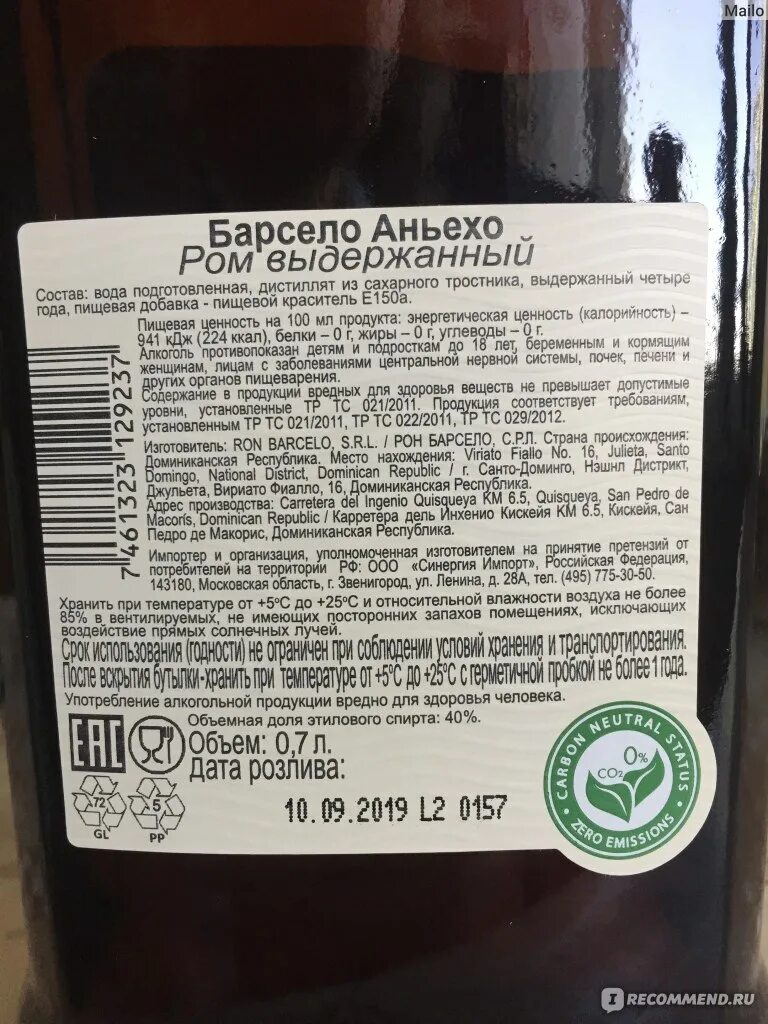 Mailo
Барсело Аньехо
Ром выдержанный
Состав: вода подготовленная, дистиллят из сахарного тростника, выдержанный четыре
года, пищевая добавка - пищевой краситель Е150а.
Пищевая ценность на 100 мл продукта: энергетическая ценность (калорийность) –
941 кДж (224 ккал), белки – 0 г, жиры – 0 г, углеводы – 0 г.
Алкоголь противопоказан детям и подросткам до 18 лет, беременным и кормящим
женщинам, лицам с заболеваниями центральной нервной системы, почек, печени и
других органов пищеварения.
Содержание в продукции вредных для здоровья веществ не превышает допустимые
уровни, установленные ТР ТС 021/2011. Продукция соответствует требованиям,
установленным ТР ТС 021/2011, ТР ТС 022/2011, ТР ТС 029/2012.
Изготовитель: RON BARCELO, S.R.L. / РОН БАРСЕЛО, С.Р.Л. Страна происхождения:
Доминиканская Республика. Место нахождения: Viriato Fiallo No. 16, Julieta, Santo
Domingo, National District, Dominican Republic / г. Санто-Доминго, Нэшнл Дистрикт,
Джульета, Вириато Фиалло, 16, Доминиканская Республика.
Адрес производства: Carretera del Ingenio Quisqueya KM 6.5, Quisqueya, San Pedro de
Macorís, Dominican Republic / Карретера дель Инхенио Кискейя КМ 6.5, Кискейя, Сан
Педро де Макорис, Доминиканская Республика.
Импортер и организация, уполномоченная изготовителем на принятие претензий от
потребителей на территории РФ: ООО «Синергия Импорт», Российская Федерация,
143180, Московская область, г. Звенигород, ул. Ленина, д. 28А, тел. (495) 775-30-50.
7 461323 129237
Хранить при температуре от +5°С до +25°С и относительной влажности воздуха не более
85% в вентилируемых, не имеющих посторонних запахов помещениях, исключающих
воздействие прямых солнечных лучей.
Срок использования (годности) не ограничен при соблюдении условий хранения и транспортирования.
После вскрытия бутылки-хранить при температуре от +5°С до +25°С с герметичной пробкой не более 1 года.
Употребление алкогольной продукции вредно для здоровья человека.
Объемная доля этилового спирта: 40%.
EAC
Объем: 0,7 л.
Дата розлива:
10.09.2019 L2 0157
72
GL
5
PP
CARBON NEUTRAL STATUS
0%
CO2
ZERO EMISSIONS
IRECOMMEND.RU